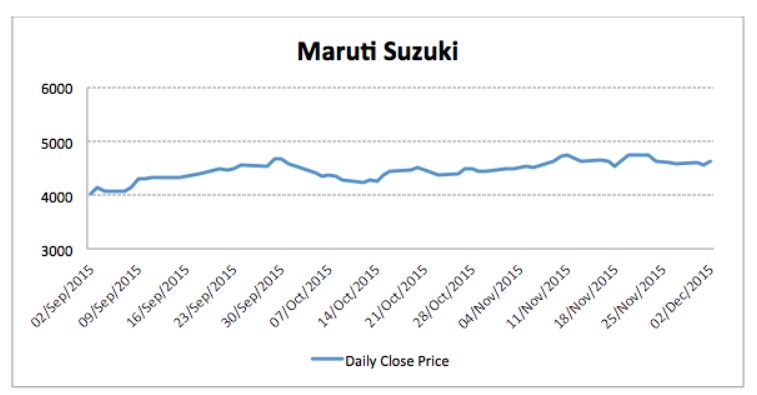 Maruti Suzuki
6000
5000
4000
3000
02/Sep/2015
09/Sep/2015
16/Sep/2015
23/Sep/2015
30/Sep/2015
07/Oct/2015
14/Oct/2015
21/Oct/2015
28/Oct/2015
04/Nov/2015
11/Nov/2015
18/Nov/2015
25/Nov/2015
02/Dec/2015
Daily Close Price